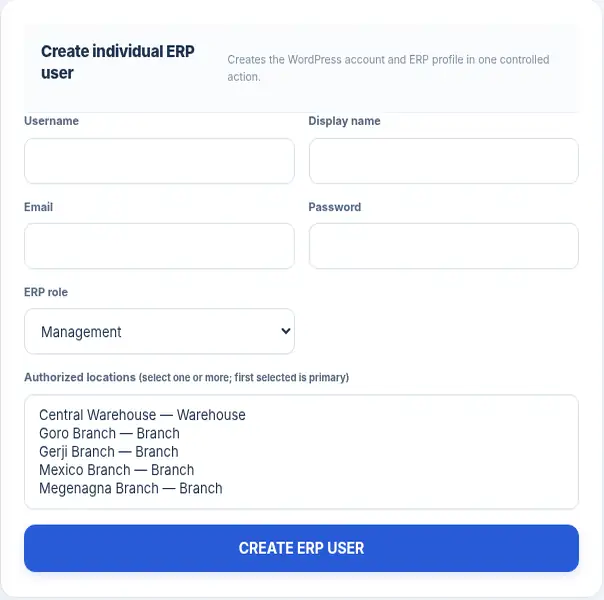 Create individual ERP
user
Creates the WordPress account and ERP profile in one controlled
action.
Username
Display name
Email
Password
ERP role
Management
Authorized locations (select one or more; first selected is primary)
Central Warehouse — Warehouse
Goro Branch — Branch
Gerji Branch — Branch
Mexico Branch — Branch
Megenagna Branch — Branch
CREATE ERP USER